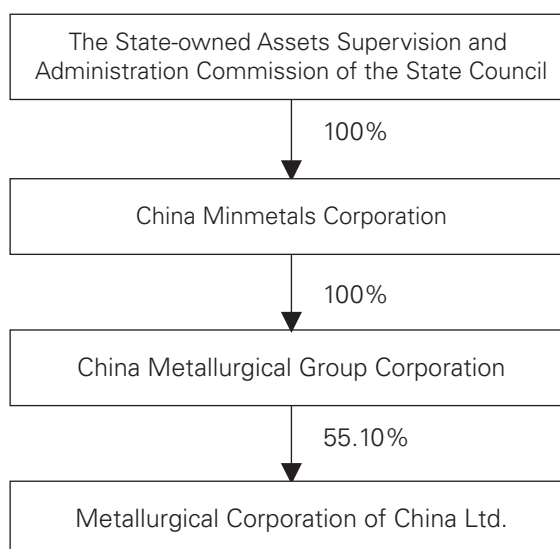 The State-owned Assets Supervision and
Administration Commission of the State Council
100%
China Minmetals Corporation
100%
China Metallurgical Group Corporation
55.10%
Metallurgical Corporation of China Ltd.